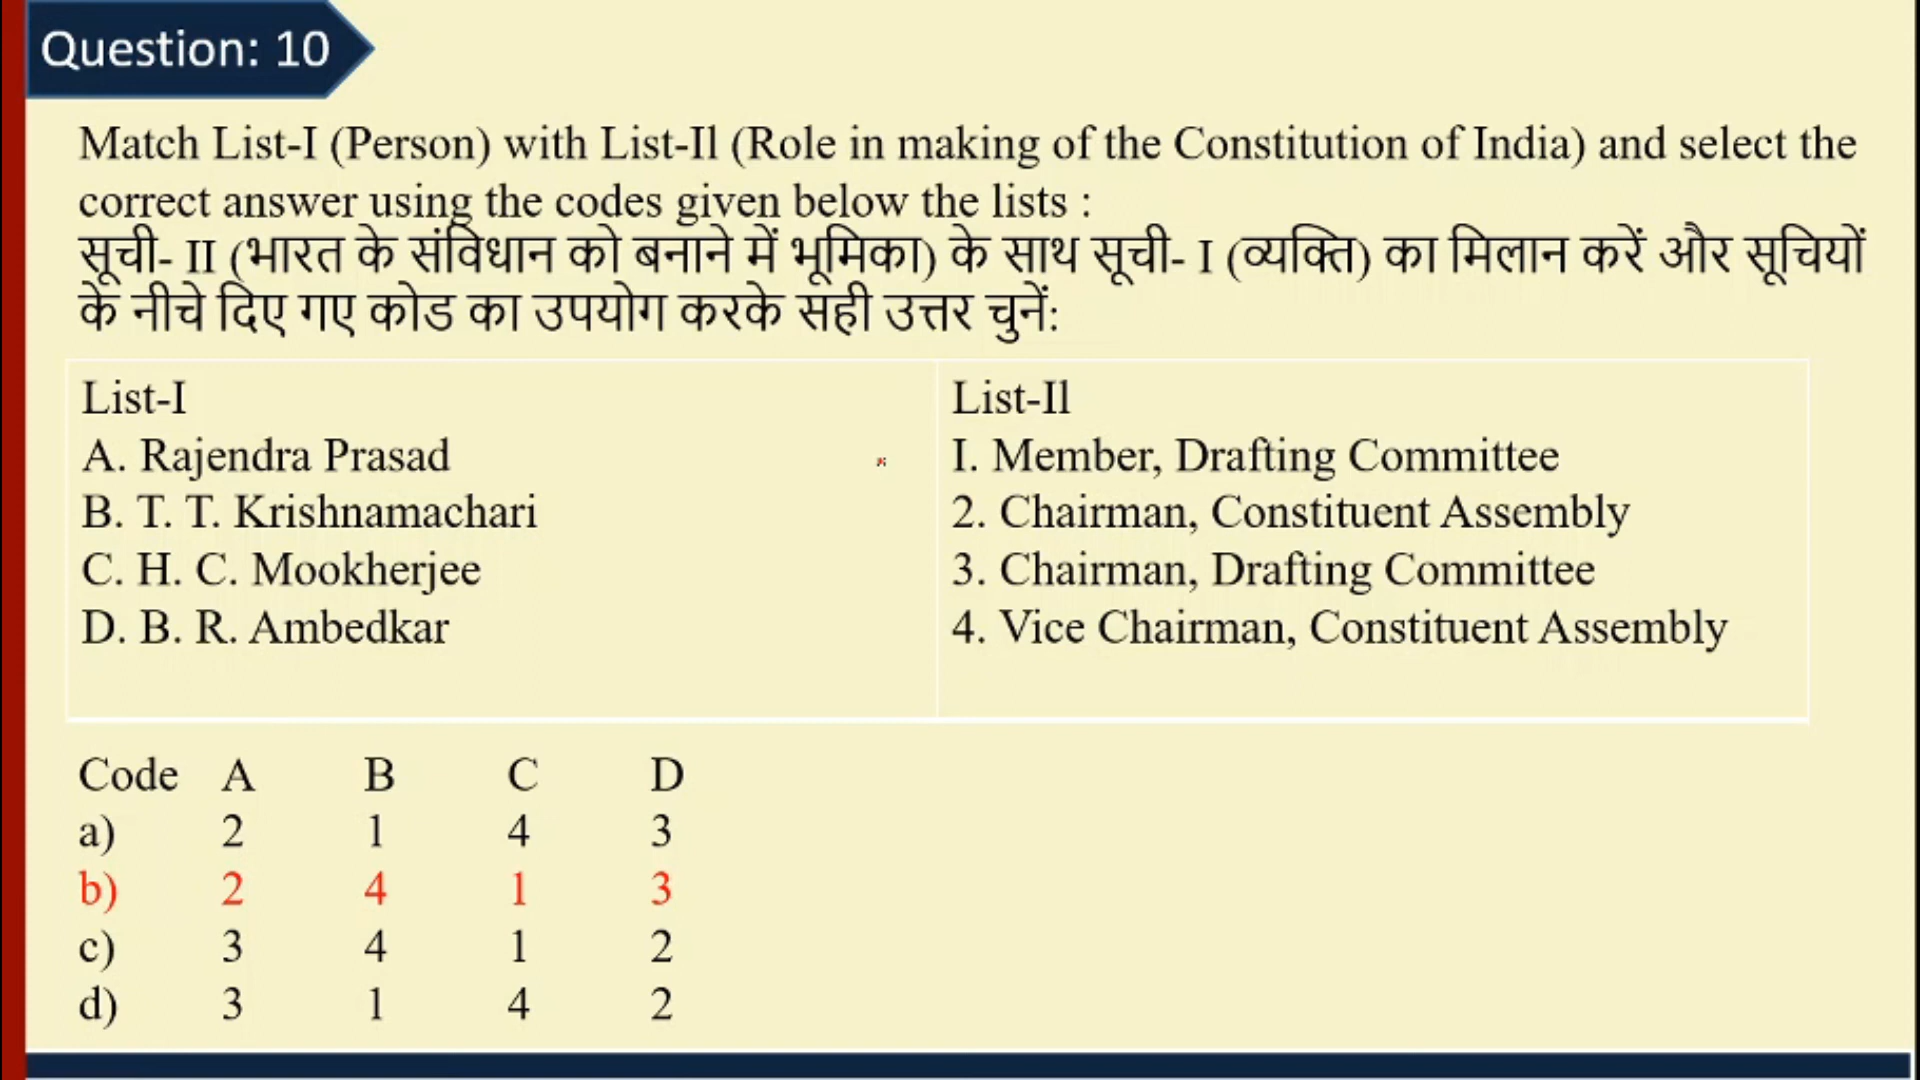 Question: 10
Match List-I (Person) with List-Il (Role in making of the Constitution of India) and select the
correct answer using the codes given below the lists :
सूची- II (भारत के संविधान को बनाने में भूमिका) के साथ सूची- I (व्यक्ति) का मिलान करें और सूचियों
के नीचे दिए गए कोड का उपयोग करके सही उत्तर चुनें:
List-I
A. Rajendra Prasad
B. T. T. Krishnamachari
C. H. C. Mookherjee
D. B. R. Ambedkar
List-Il
I. Member, Drafting Committee
2. Chairman, Constituent Assembly
3. Chairman, Drafting Committee
4. Vice Chairman, Constituent Assembly
Code A B C D
a) 2 1 4 3
b) 2 4 1 3
c) 3 4 1 2
d) 3 1 4 2